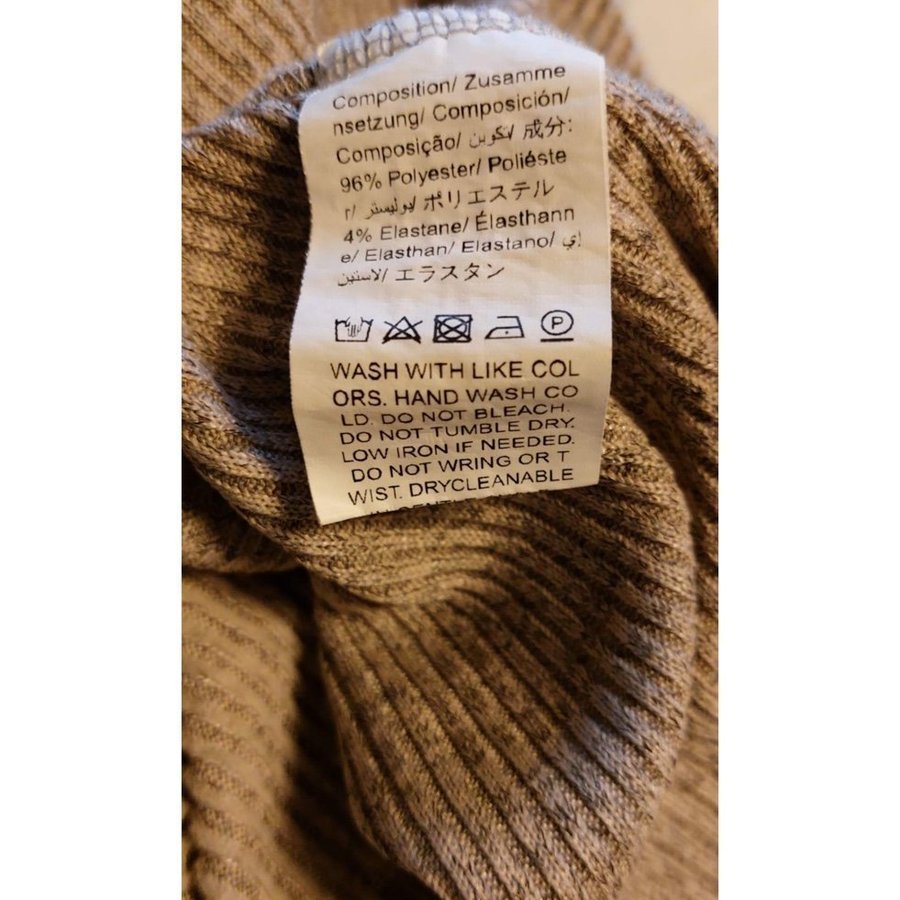 Composition/ Zusamme
nsetzung/ Composición/
Composição/ تكوين/ 成分:
96% Polyester/ Poliéste
r/ بوليستر/ ポリエステル
4% Elastane/ Élasthann
e/ Elasthan/ Elastano/ إي
لاستين/ エラスタン
WASH WITH LIKE COL
ORS. HAND WASH CO
LD. DO NOT BLEACH.
DO NOT TUMBLE DRY.
LOW IRON IF NEEDED.
DO NOT WRING OR T
WIST. DRYCLEANABLE